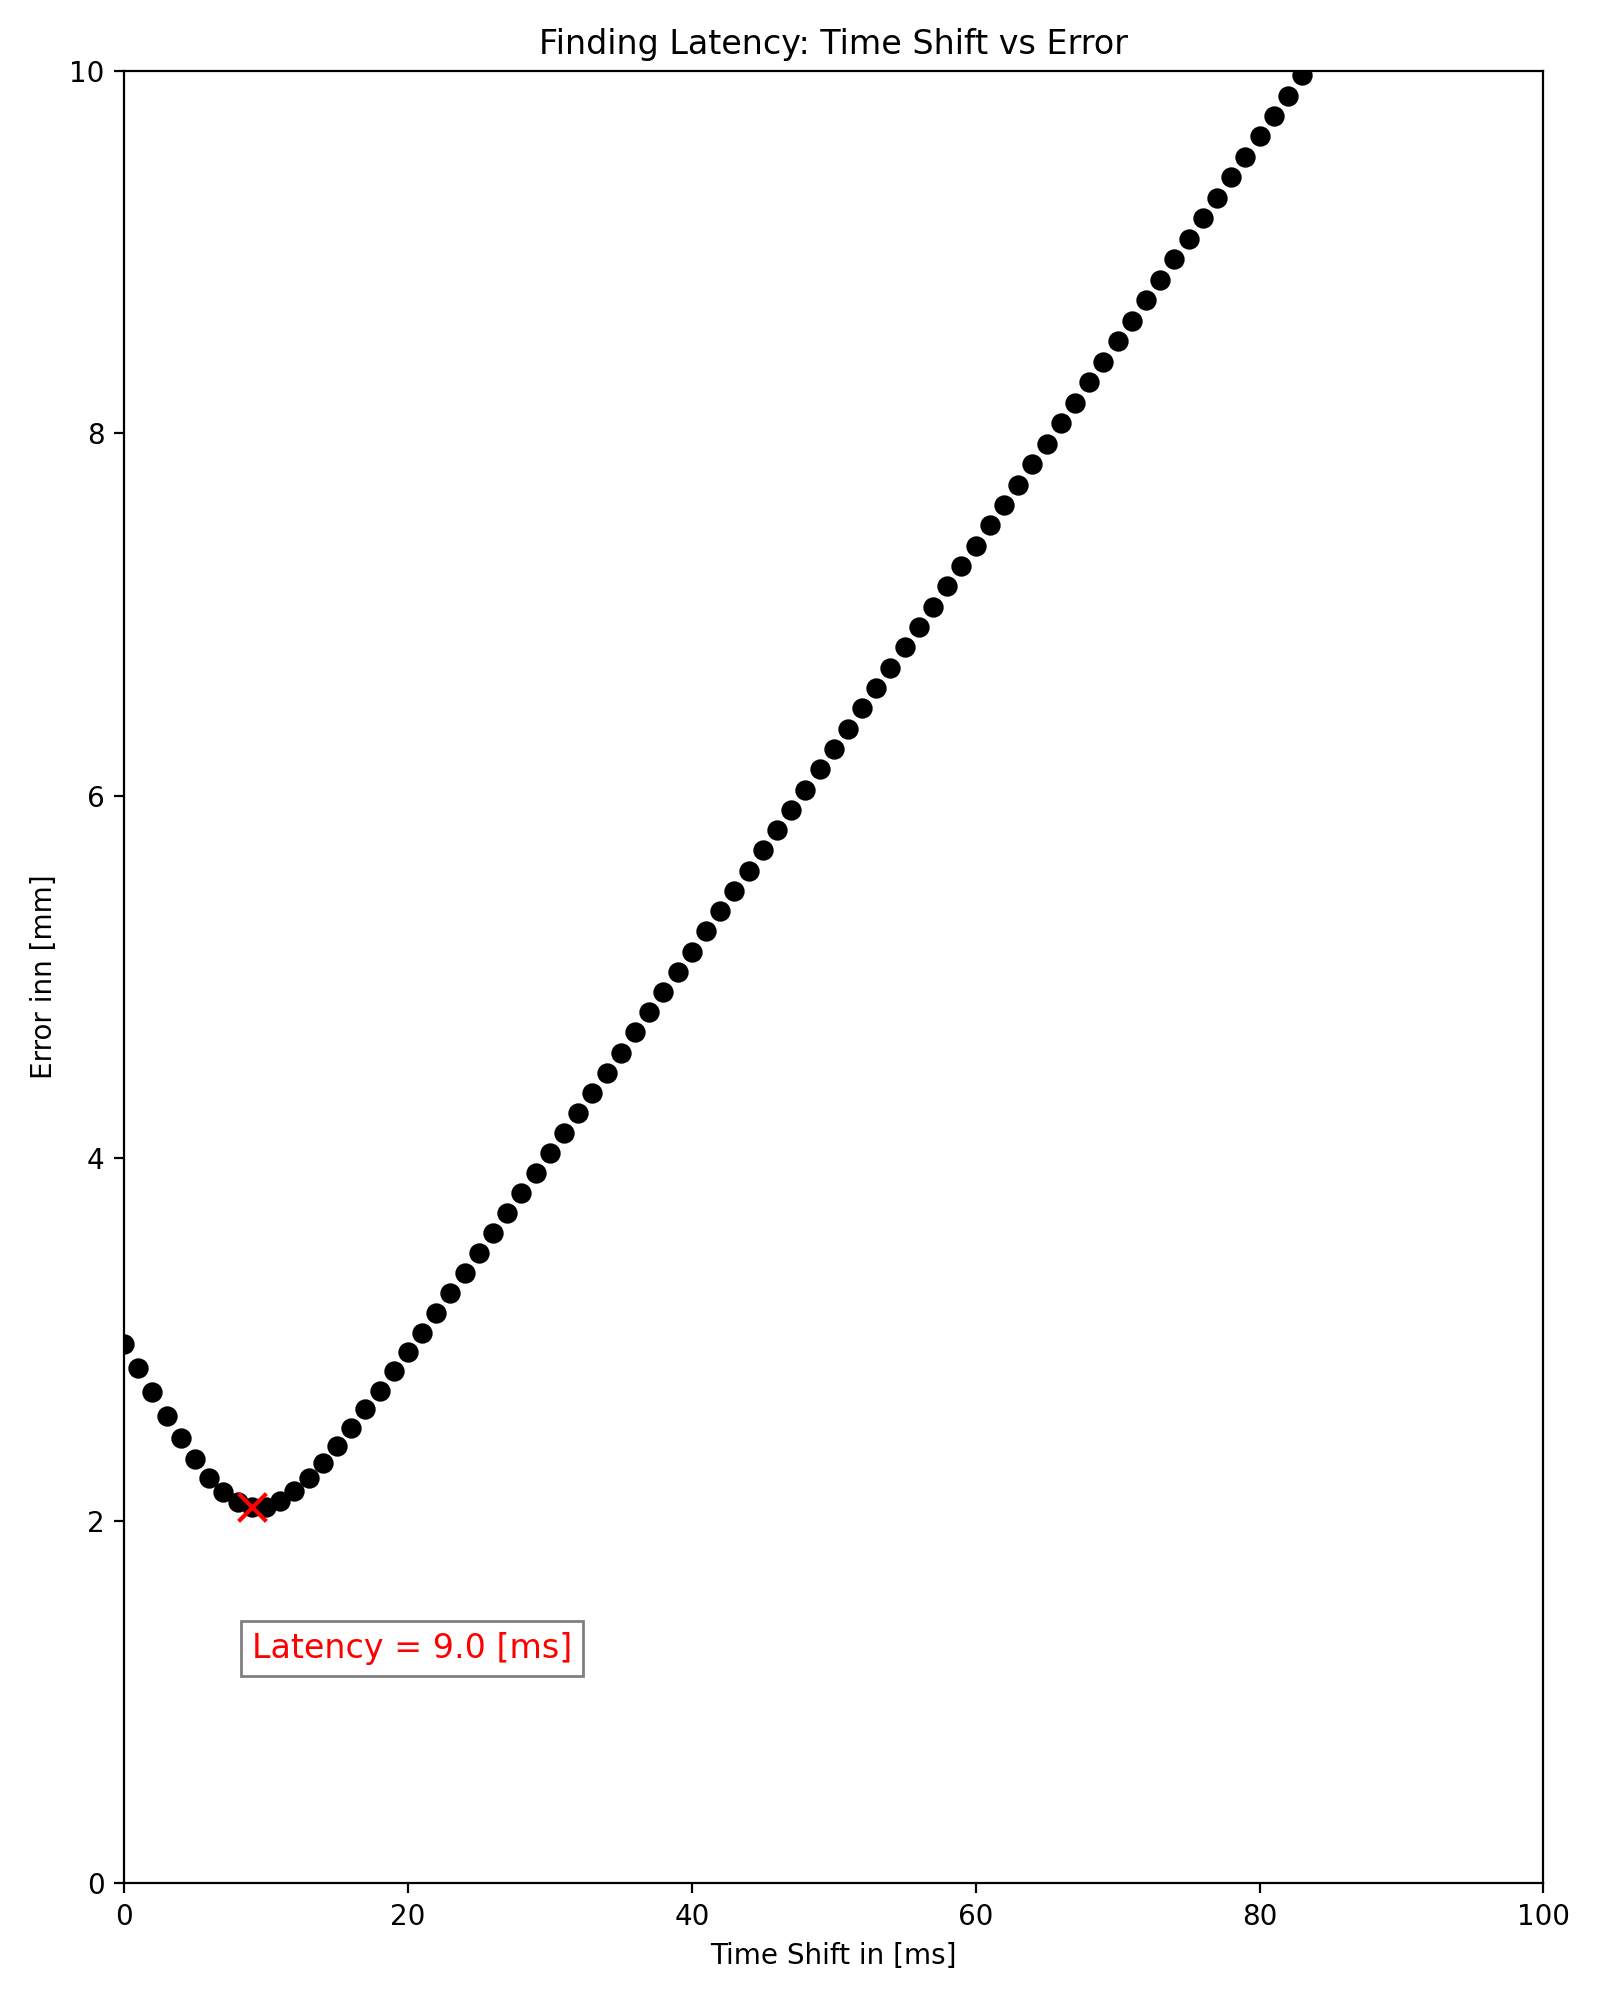 Finding Latency: Time Shift vs Error
10
8
6
4
2
0
Error inn [mm]
Latency = 9.0 [ms]
0 20 40 60 80 100
Time Shift in [ms]